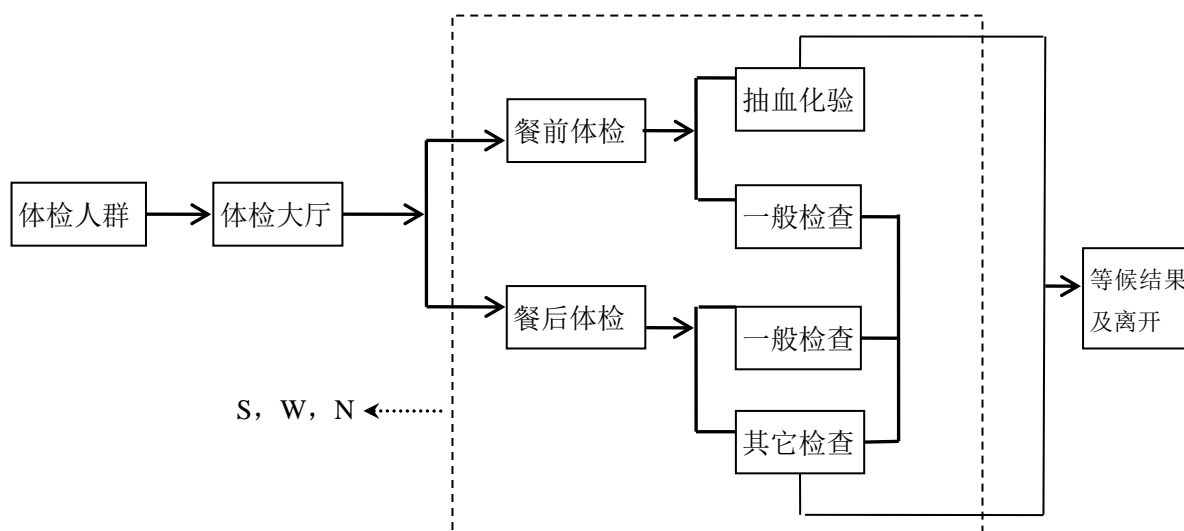 抽血化验
餐前体检
体检人群
体检大厅
一般检查
等候结果
及离开
餐后体检
一般检查
S，W，N
其它检查